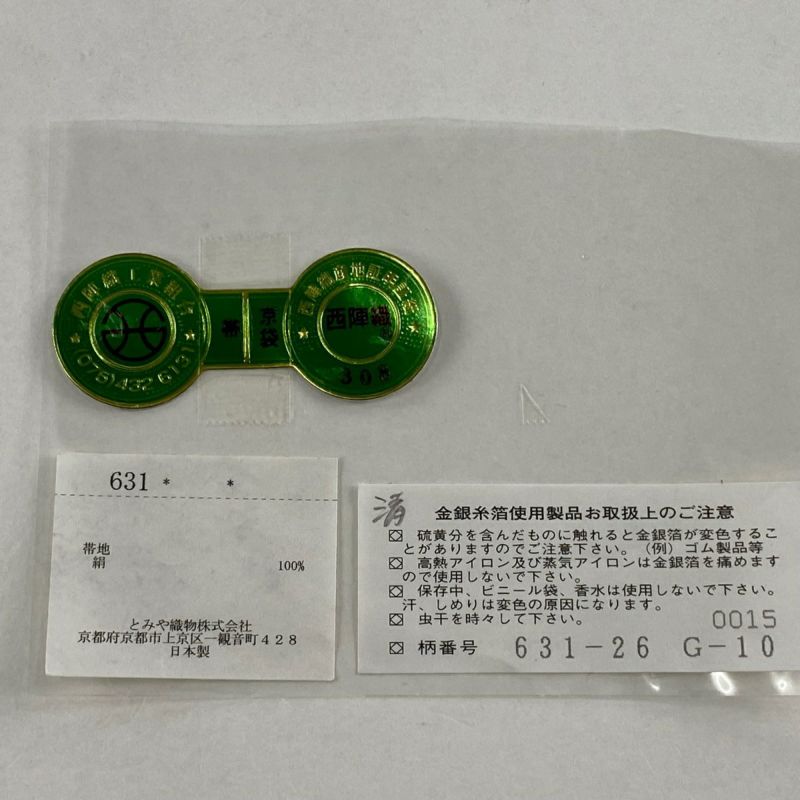 西陣織工業組合
(075)432 6131
帯
京袋
西陣織産地証明証紙
西陣織
308
631 * *
帯地
絹 100%
とみや織物株式会社
京都府京都市上京区一観音町428
日本製
金銀糸箔使用製品お取扱上のご注意
硫黄分を含んだものに触れると金銀箔が変色するこ
とがありますのでご注意下さい。(例)ゴム製品等
高熱アイロン及び蒸気アイロンは金銀箔を痛めます
ので使用しないで下さい。
保存中、ビニール袋、香水は使用しないで下さい。
汗、しめりは変色の原因になります。
虫干を時々して下さい。
0015
柄番号 631-26 G-10